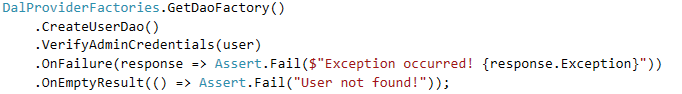 DalProviderFactories.GetDaoFactory()
.CreateUserDao()
.VerifyAdminCredentials(user)
.OnFailure(response => Assert.Fail($"Exception occurred! {response.Exception}"))
.OnEmptyResult(() => Assert.Fail("User not found!"));